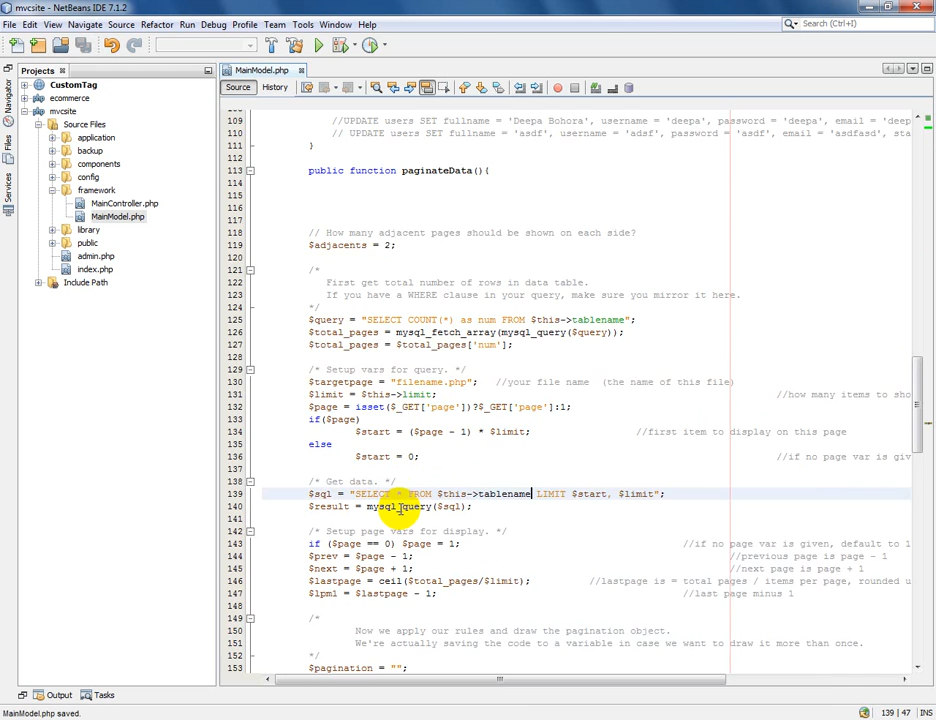 mvcsite - NetBeans IDE 7.1.2
File Edit View Navigate Source Refactor Run Debug Profile Team Tools Window Help
Search (Ctrl+I)
Projects
MainModel.php
Source History
CustomTag
ecommerce
mvcsite
Source Files
application
backup
components
config
framework
MainController.php
MainModel.php
library
public
admin.php
index.php
Include Path
Navigator
Files
Services
108
109 //UPDATE users SET fullname = 'Deepa Bohora', username = 'deepa', password = 'deepa', email = 'deep
110 // UPDATE users SET fullname = 'asdf', username = 'adsf', password = 'asdf', email = 'asdfasd', sta
111 }
112
113 public function paginateData(){
114
115
116
117
118 // How many adjacent pages should be shown on each side?
119 $adjacents = 2;
120
121 /*
122 First get total number of rows in data table.
123 If you have a WHERE clause in your query, make sure you mirror it here.
124 */
125 $query = "SELECT COUNT(*) as num FROM $this->tablename";
126 $total_pages = mysql_fetch_array(mysql_query($query));
127 $total_pages = $total_pages['num'];
128
129 /* Setup vars for query. */
130 $targetpage = "filename.php"; //your file name (the name of this file)
131 $limit = $this->limit; //how many items to sho
132 $page = isset($_GET['page'])?$_GET['page']:1;
133 if($page)
134 $start = ($page - 1) * $limit; //first item to display on this page
135 else
136 $start = 0; //if no page var is giv
137
138 /* Get data. */
139 $sql = "SELECT * FROM $this->tablename LIMIT $start, $limit";
140 $result = mysql_query($sql);
141
142 /* Setup page vars for display. */
143 if ($page == 0) $page = 1; //if no page var is given, default to 1
144 $prev = $page - 1; //previous page is page - 1
145 $next = $page + 1; //next page is page + 1
146 $lastpage = ceil($total_pages/$limit); //lastpage is = total pages / items per page, rounded u
147 $lpm1 = $lastpage - 1; //last page minus 1
148
149 /*
150 Now we apply our rules and draw the pagination object.
151 We're actually saving the code to a variable in case we want to draw it more than once.
152 */
153 $pagination = "";
Output Tasks
MainModel.php saved.
139 | 47 INS